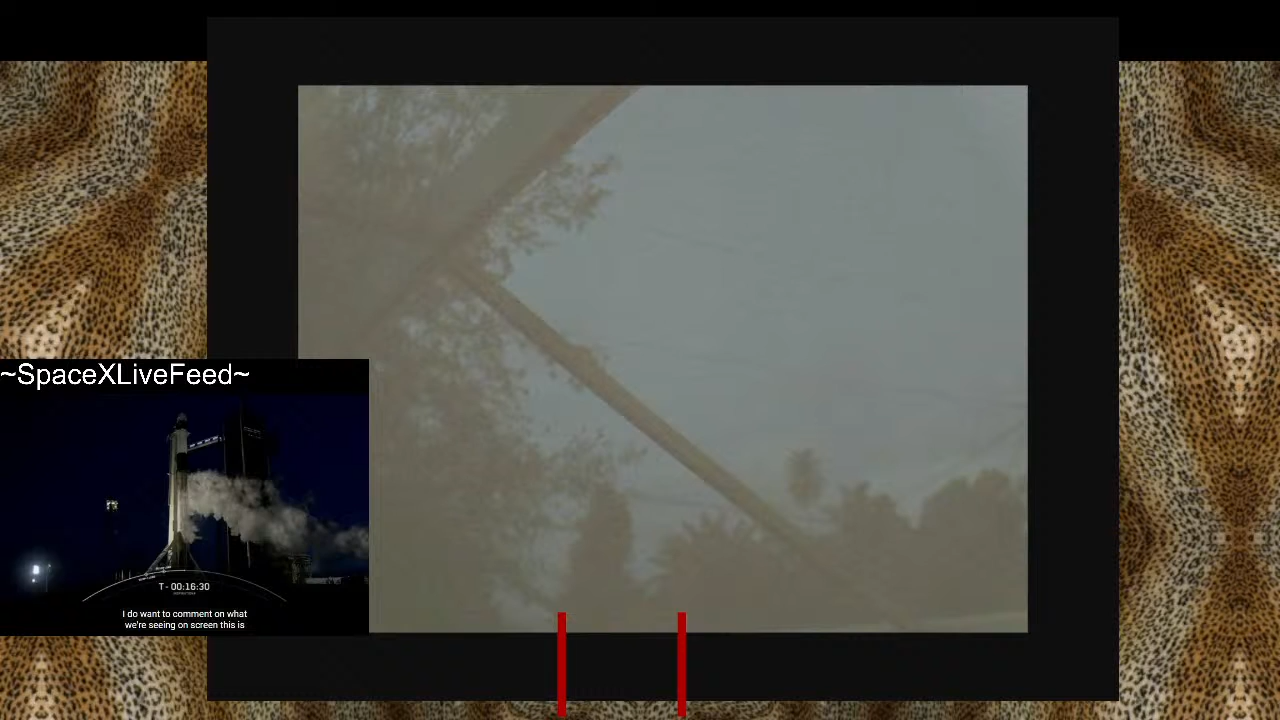 ~SpaceXLiveFeed~
T - 00:16:30
I do want to comment on what
we're seeing on screen this is